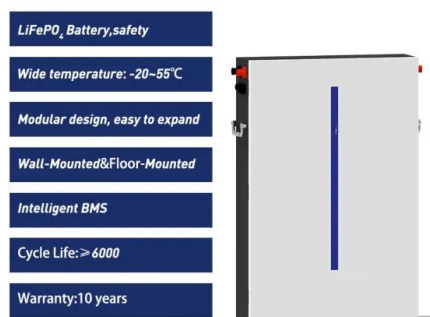 LiFePO₄ Battery,safety
Wide temperature: -20~55℃
Modular design, easy to expand
Wall-Mounted&Floor-Mounted
Intelligent BMS
Cycle Life:≥6000
Warranty:10 years